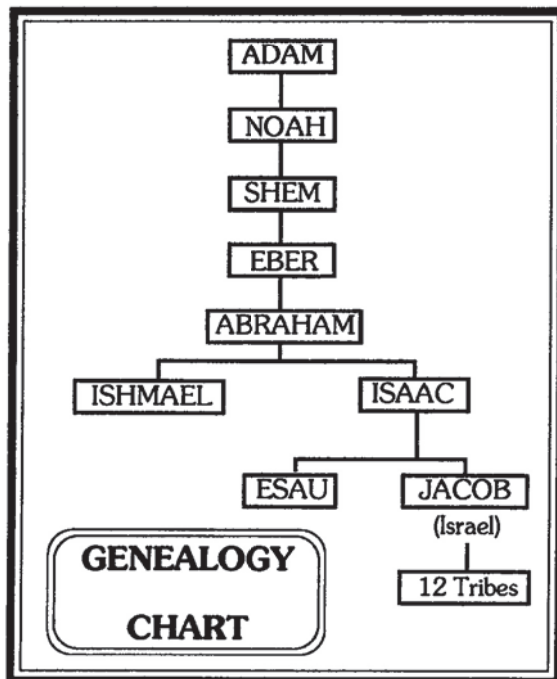 ADAM
NOAH
SHEM
EBER
ABRAHAM
ISHMAEL ISAAC
ESAU JACOB
(Israel)
12 Tribes
GENEALOGY
CHART